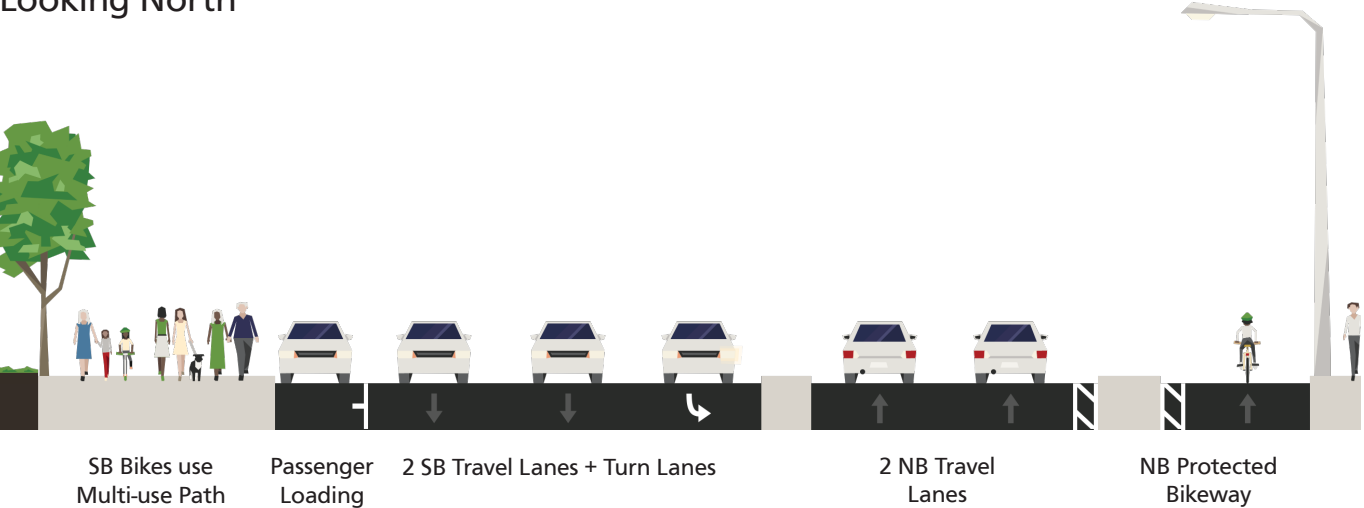 Looking North
SB Bikes use
Multi-use Path
Passenger
Loading
2 SB Travel Lanes + Turn Lanes
2 NB Travel
Lanes
NB Protected
Bikeway